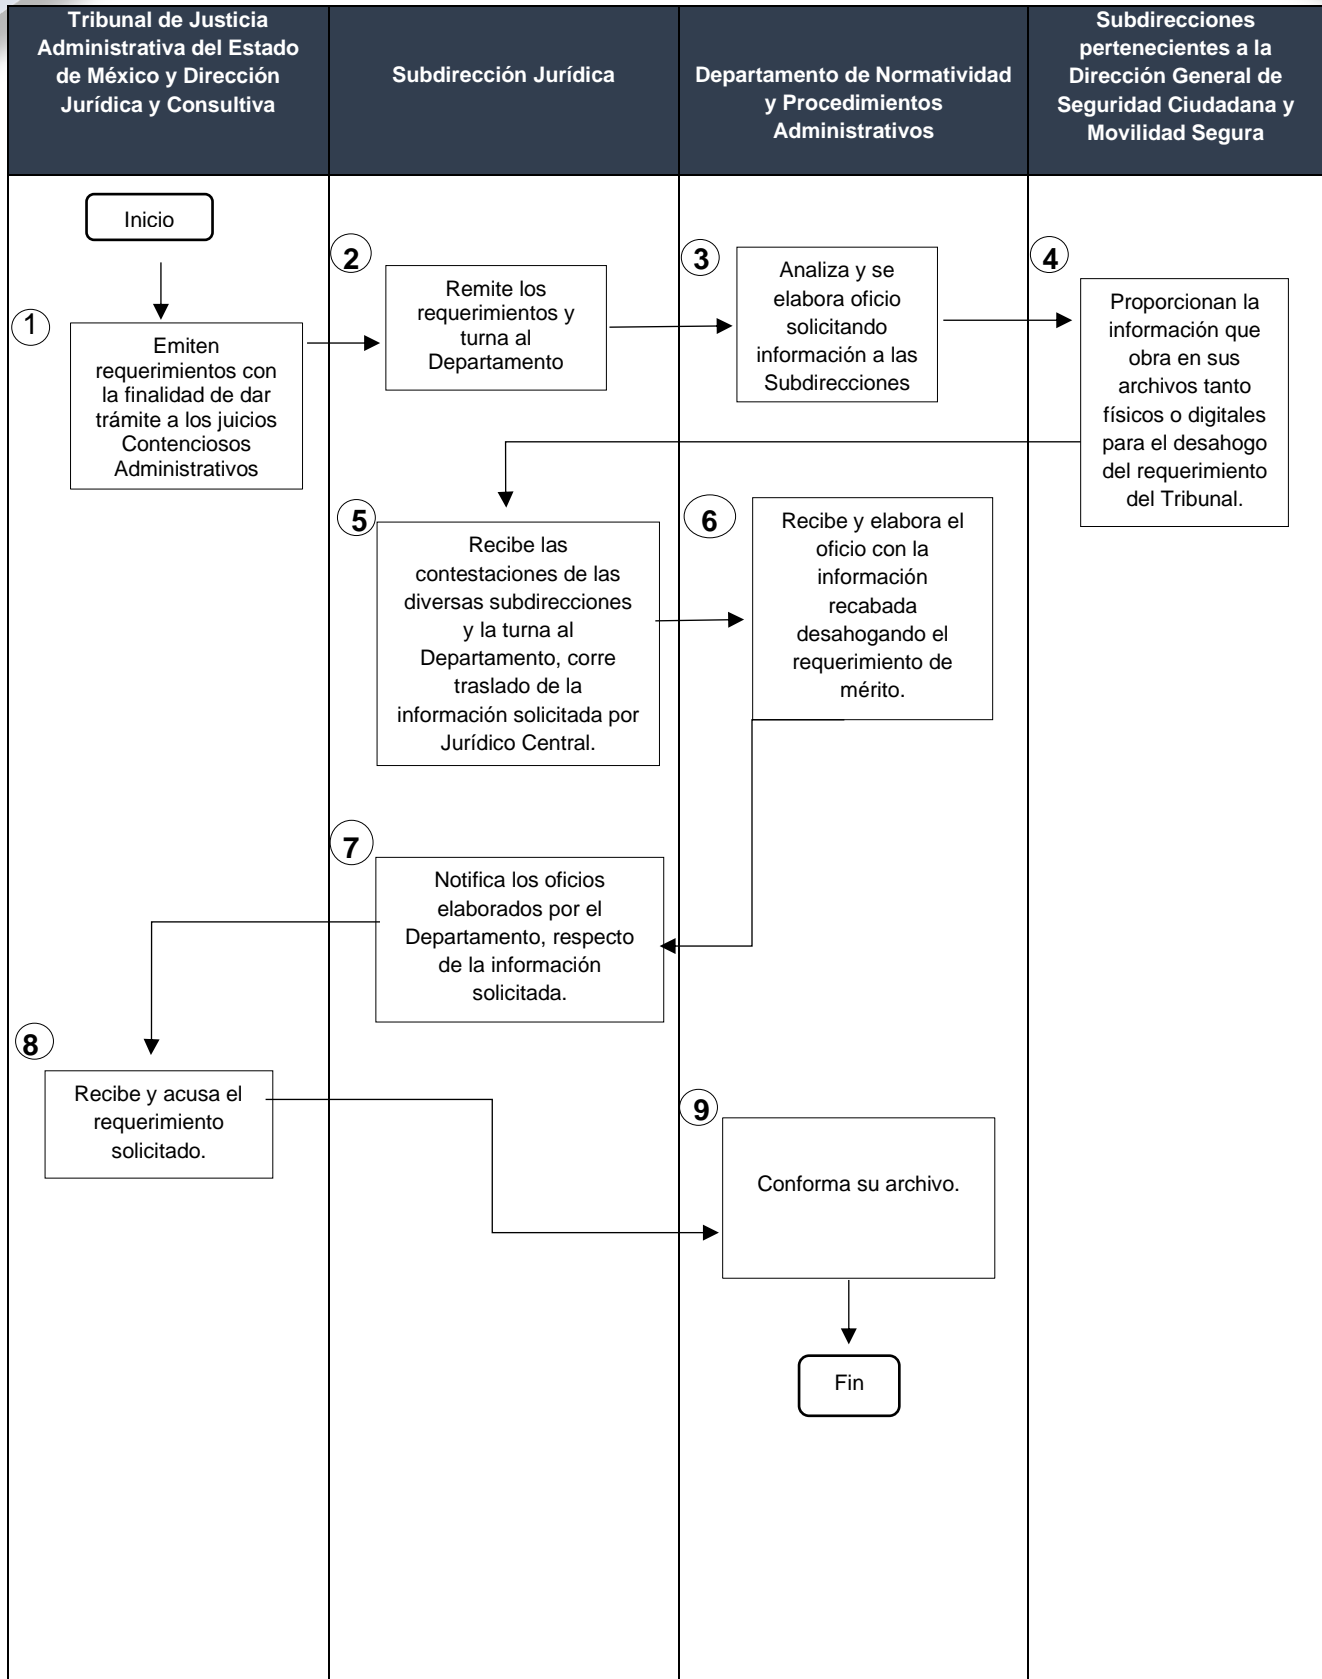 Tribunal de Justicia
Administrativa del Estado
de México y Dirección
Jurídica y Consultiva
Subdirección Jurídica
Departamento de Normatividad
y Procedimientos
Administrativos
Subdirecciones
pertenecientes a la
Dirección General de
Seguridad Ciudadana y
Movilidad Segura
Inicio
1
Emiten
requerimientos con
la finalidad de dar
trámite a los juicios
Contenciosos
Administrativos
2
Remite los
requerimientos y
turna al
Departamento
3
Analiza y se
elabora oficio
solicitando
información a las
Subdirecciones
4
Proporcionan la
información que
obra en sus
archivos tanto
físicos o digitales
para el desahogo
del requerimiento
del Tribunal.
5
Recibe las
contestaciones de las
diversas subdirecciones
y la turna al
Departamento, corre
traslado de la
información solicitada por
Jurídico Central.
6
Recibe y elabora el
oficio con la
información
recabada
desahogando el
requerimiento de
mérito.
7
Notifica los oficios
elaborados por el
Departamento, respecto
de la información
solicitada.
8
Recibe y acusa el
requerimiento
solicitado.
9
Conforma su archivo.
Fin